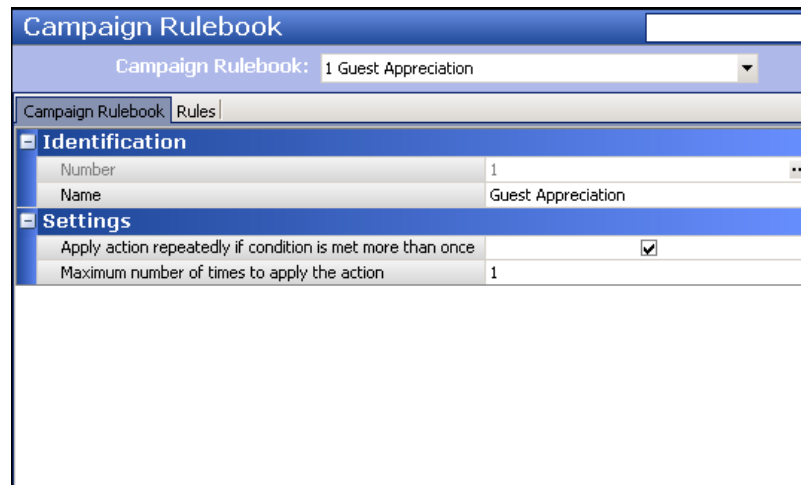 Campaign Rulebook
Campaign Rulebook: 1 Guest Appreciation
Campaign Rulebook Rules
Identification
Number 1 ...
Name Guest Appreciation
Settings
Apply action repeatedly if condition is met more than once
Maximum number of times to apply the action 1